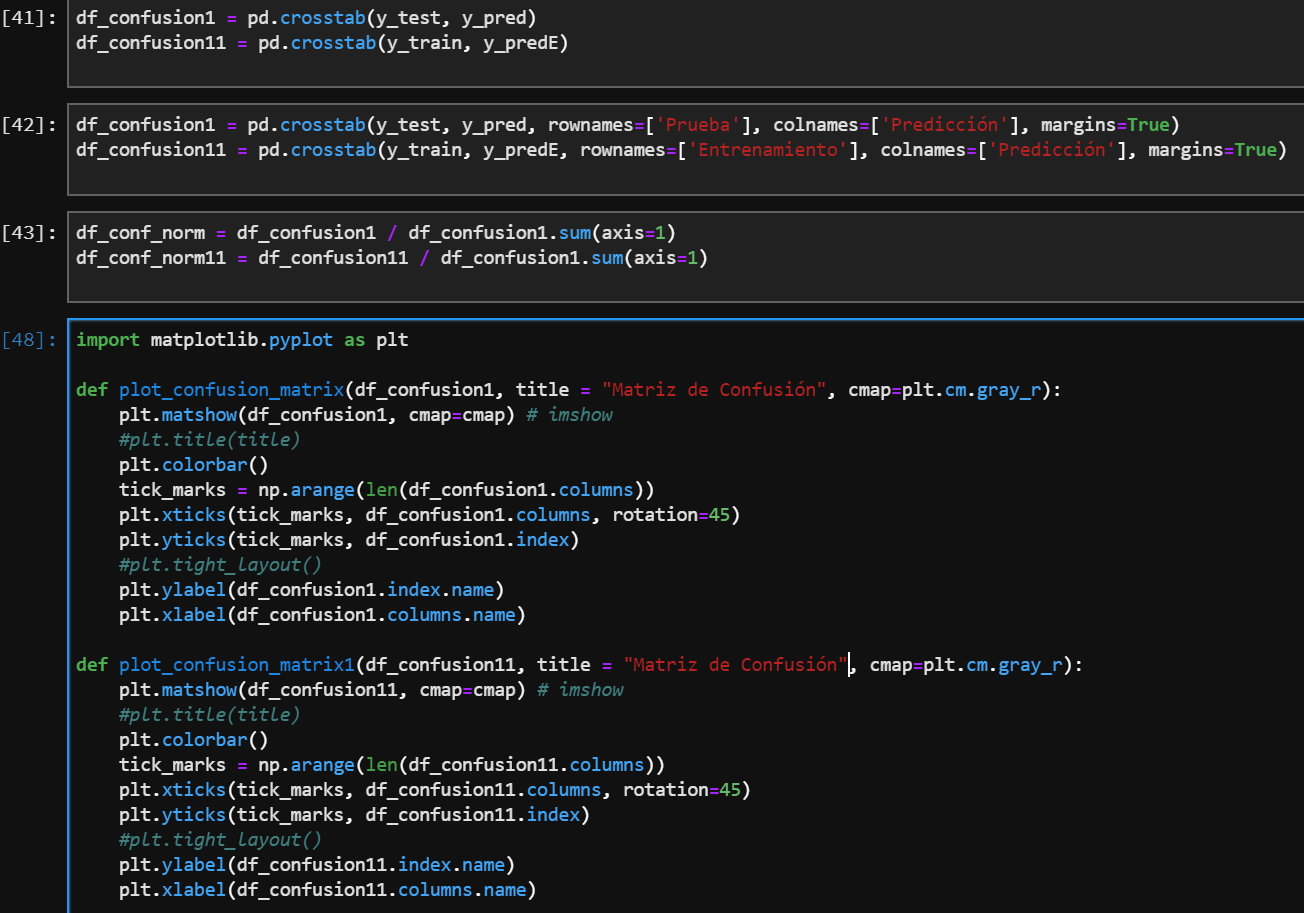 [41]: df_confusion1 = pd.crosstab(y_test, y_pred)
df_confusion11 = pd.crosstab(y_train, y_predE)
[42]: df_confusion1 = pd.crosstab(y_test, y_pred, rownames=['Prueba'], colnames=['Predicción'], margins=True)
df_confusion11 = pd.crosstab(y_train, y_predE, rownames=['Entrenamiento'], colnames=['Predicción'], margins=True)
[43]: df_conf_norm = df_confusion1 / df_confusion1.sum(axis=1)
df_conf_norm11 = df_confusion11 / df_confusion1.sum(axis=1)
[48]: import matplotlib.pyplot as plt
def plot_confusion_matrix(df_confusion1, title = "Matriz de Confusión", cmap=plt.cm.gray_r):
    plt.matshow(df_confusion1, cmap=cmap) # imshow
    #plt.title(title)
    plt.colorbar()
    tick_marks = np.arange(len(df_confusion1.columns))
    plt.xticks(tick_marks, df_confusion1.columns, rotation=45)
    plt.yticks(tick_marks, df_confusion1.index)
    #plt.tight_layout()
    plt.ylabel(df_confusion1.index.name)
    plt.xlabel(df_confusion1.columns.name)
def plot_confusion_matrix1(df_confusion11, title = "Matriz de Confusión", cmap=plt.cm.gray_r):
    plt.matshow(df_confusion11, cmap=cmap) # imshow
    #plt.title(title)
    plt.colorbar()
    tick_marks = np.arange(len(df_confusion11.columns))
    plt.xticks(tick_marks, df_confusion11.columns, rotation=45)
    plt.yticks(tick_marks, df_confusion11.index)
    #plt.tight_layout()
    plt.ylabel(df_confusion11.index.name)
    plt.xlabel(df_confusion11.columns.name)